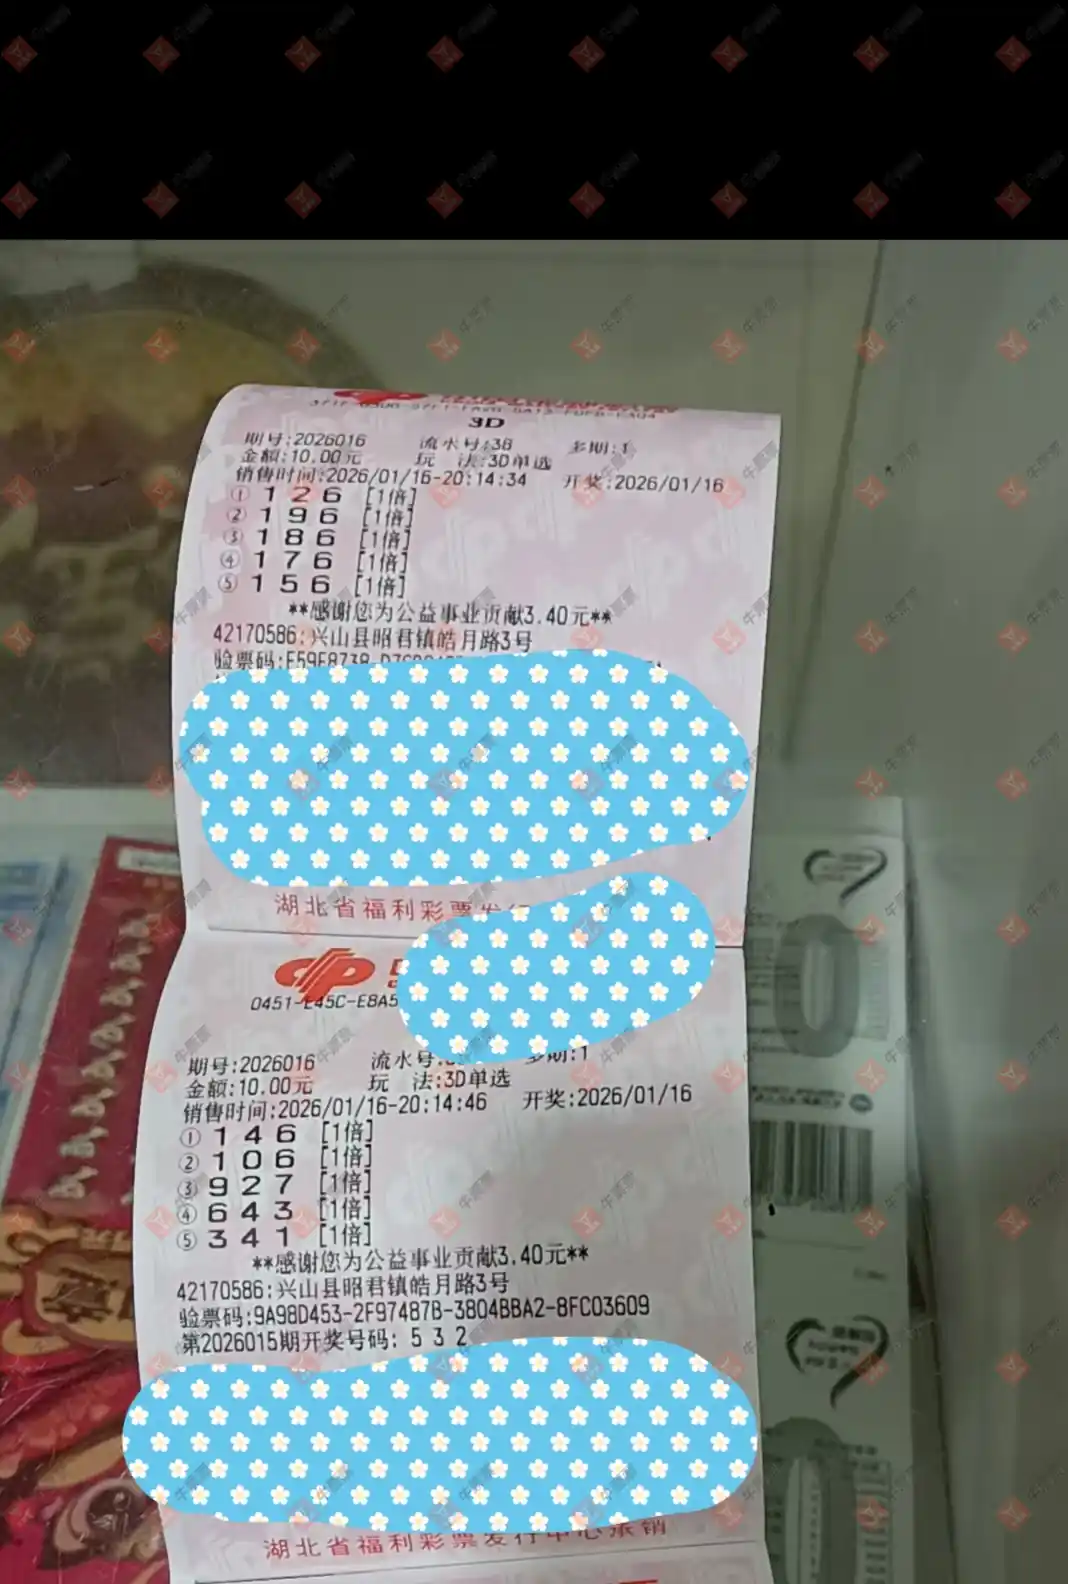 3D
期号:2026016 流水号:38 多期:1
金额:10.00元 玩 法:3D单选
销售时间:2026/01/16-20:14:34 开奖:2026/01/16
① 1 2 6 [1倍]
② 1 9 6 [1倍]
③ 1 8 6 [1倍]
④ 1 7 6 [1倍]
⑤ 1 5 6 [1倍]
**感谢您为公益事业贡献3.40元**
42170586:兴山县昭君镇皓月路3号
验票码:E59E8738-
湖北省福利彩票发行
0451-E45C-E8A5
期号:2026016 流水号: 多期:1
金额:10.00元 玩 法:3D单选
销售时间:2026/01/16-20:14:46 开奖:2026/01/16
① 1 4 6 [1倍]
② 1 0 6 [1倍]
③ 9 2 7 [1倍]
④ 6 4 3 [1倍]
⑤ 3 4 1 [1倍]
**感谢您为公益事业贡献3.40元**
42170586:兴山县昭君镇皓月路3号
验票码:9A98D453-2F97487B-3804BBA2-8FC03609
第2026015期开奖号码: 5 3 2
湖北省福利彩票发行中心承销